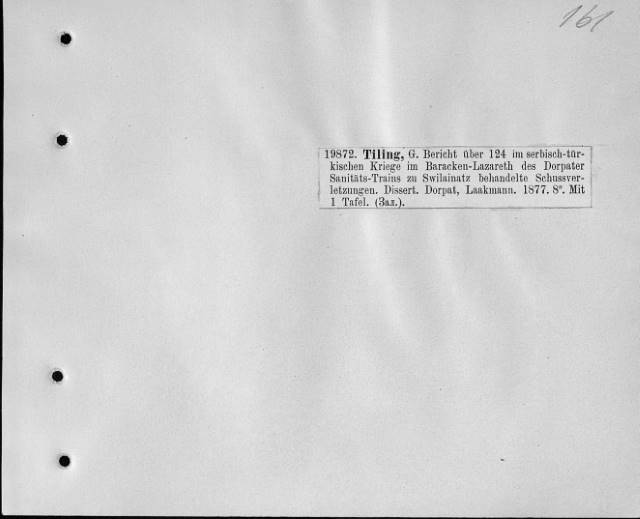 161
19872. Tiling, G. Bericht über 124 im serbisch-tür-
kischen Kriege im Baracken-Lazareth des Dorpater
Sanitäts-Trains zu Swilainatz behandelte Schussver-
letzungen. Dissert. Dorpat, Laakmann. 1877. 8°. Mit
1 Tafel. (3az.).